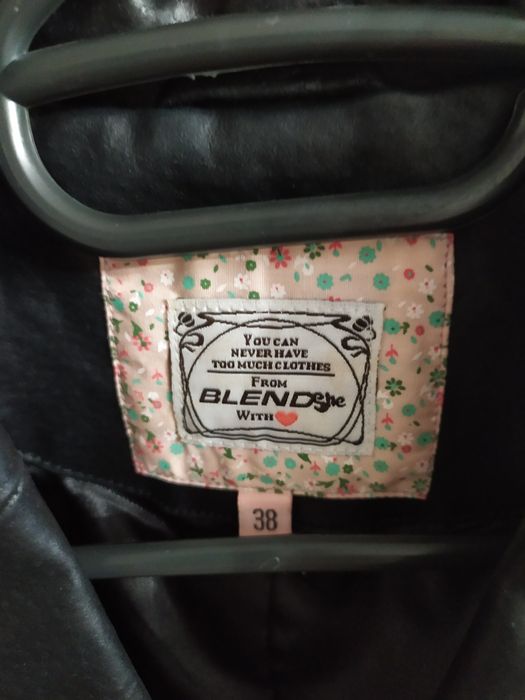 YOU CAN
NEVER HAVE
TOO MUCH CLOTHES
FROM
BLENDshe
WITH
38